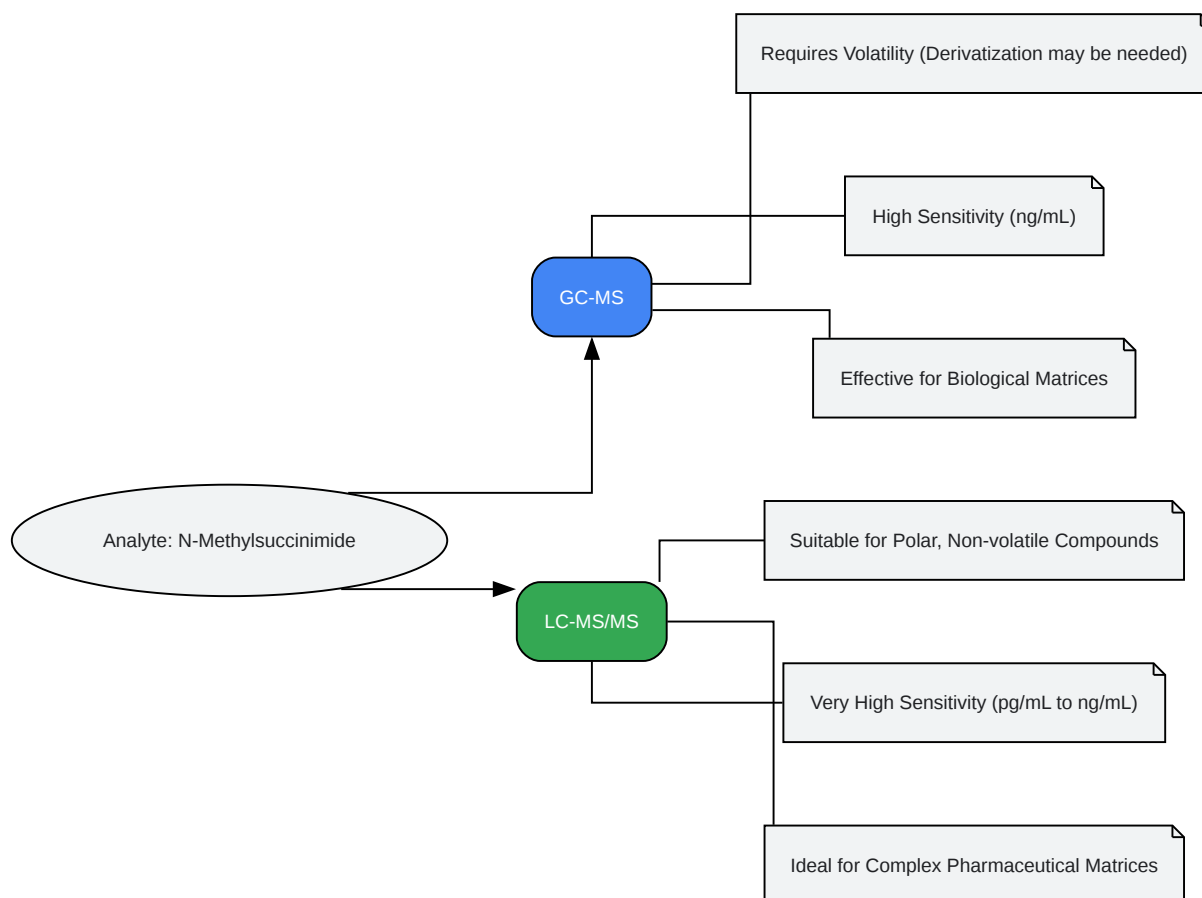 Requires Volatility (Derivatization may be needed)
High Sensitivity (ng/mL)
GC-MS
Effective for Biological Matrices
Analyte: N-Methylsuccinimide
Suitable for Polar, Non-volatile Compounds
LC-MS/MS
Very High Sensitivity (pg/mL to ng/mL)
Ideal for Complex Pharmaceutical Matrices